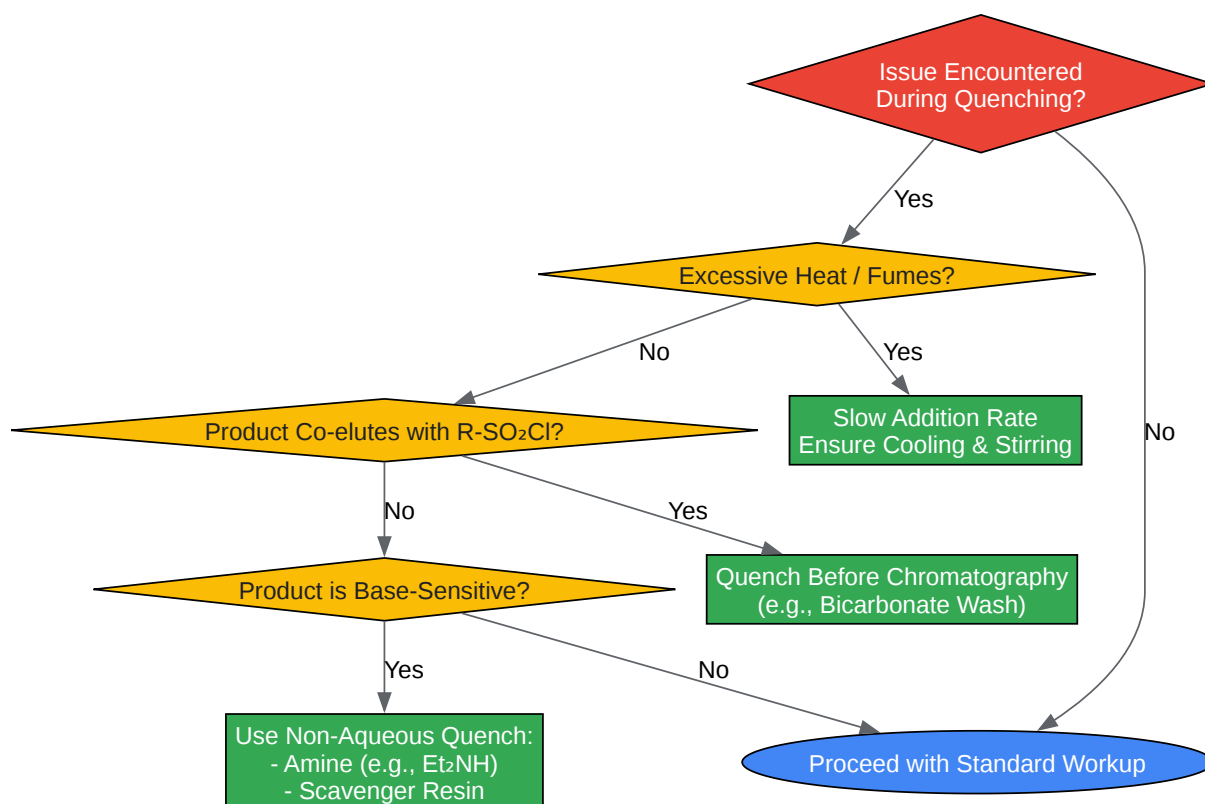 Issue Encountered
During Quenching?
Yes
Excessive Heat / Fumes?
No
Yes
No
Slow Addition Rate
Ensure Cooling & Stirring
Product Co-elutes with R-SO₂Cl?
No
Yes
Quench Before Chromatography
(e.g., Bicarbonate Wash)
Product is Base-Sensitive?
Yes
No
Use Non-Aqueous Quench:
- Amine (e.g., Et₂NH)
- Scavenger Resin
Proceed with Standard Workup